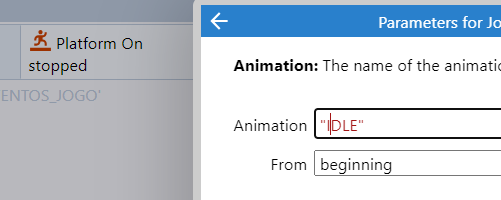 Platform On
stopped
ENTOS_JOGO'
Parameters for Jo
Animation: The name of the animatio
Animation "IDLE"
From beginning